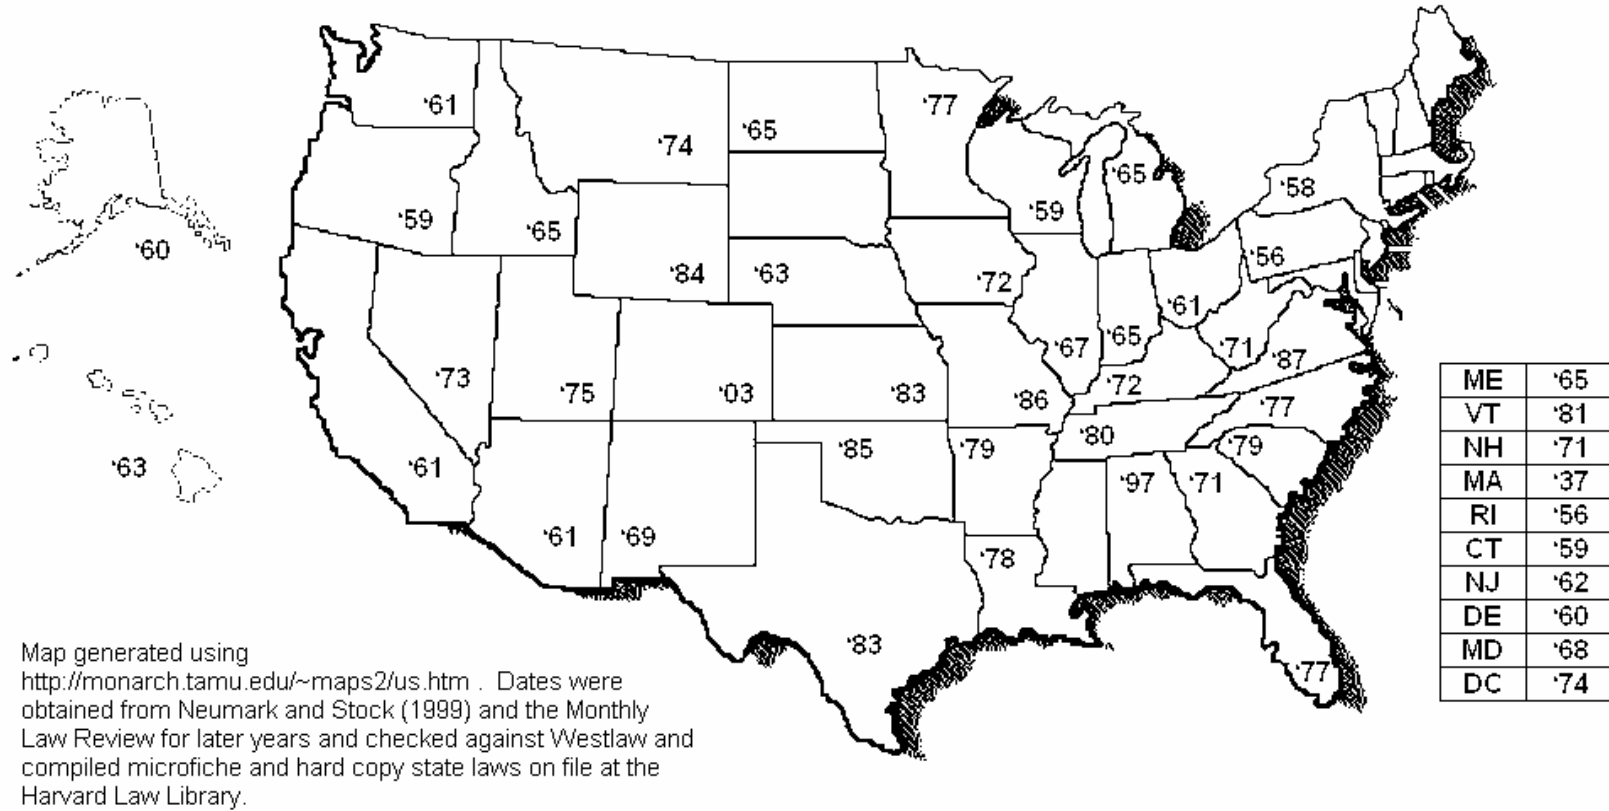 ‘61
‘74
‘65
‘77
‘65
‘58
‘59
‘65
‘59
‘60
‘84
‘63
‘72
‘56
‘61
‘73
‘75
‘03
‘83
‘86
‘67
‘65
‘72
‘71
‘87
‘77
‘63
‘61
‘85
‘79
‘80
‘79
‘97
‘71
‘61
‘69
‘78
‘83
‘77
ME ‘65
VT ‘81
NH ‘71
MA ‘37
RI ‘56
CT ‘59
NJ ‘62
DE ‘60
MD ‘68
DC ‘74
Map generated using
http://monarch.tamu.edu/~maps2/us.htm . Dates were
obtained from Neumark and Stock (1999) and the Monthly
Law Review for later years and checked against Westlaw and
compiled microfiche and hard copy state laws on file at the
Harvard Law Library.